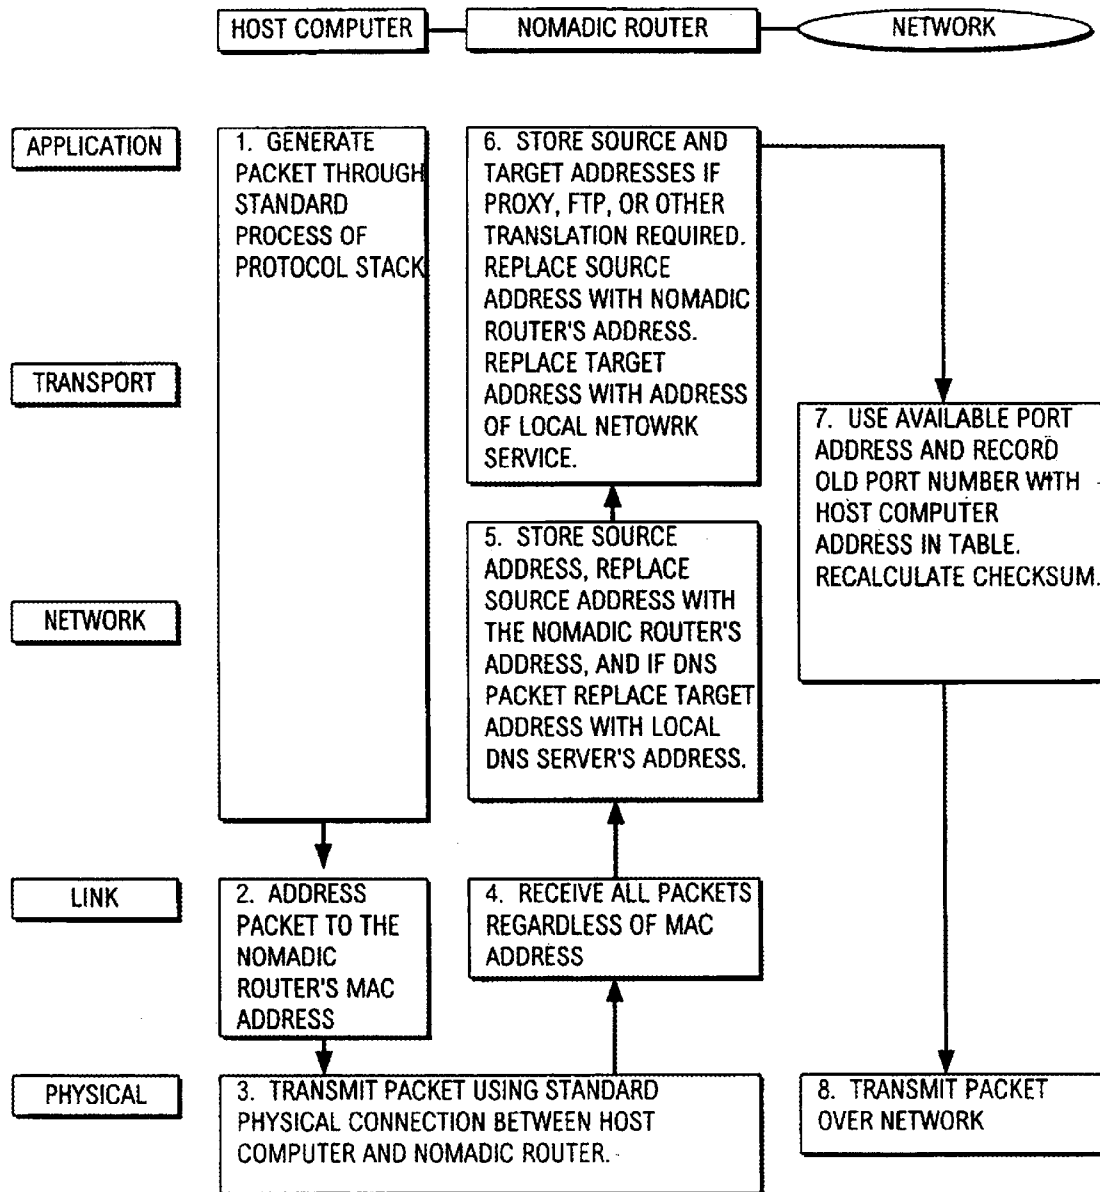 HOST COMPUTER
NOMADIC ROUTER
NETWORK
APPLICATION
1. GENERATE
PACKET THROUGH
STANDARD
PROCESS OF
PROTOCOL STACK
6. STORE SOURCE AND
TARGET ADDRESSES IF
PROXY, FTP, OR OTHER
TRANSLATION REQUIRED.
REPLACE SOURCE
ADDRESS WITH NOMADIC
ROUTER'S ADDRESS.
REPLACE TARGET
ADDRESS WITH ADDRESS
OF LOCAL NETOWRK
SERVICE.
TRANSPORT
7. USE AVAILABLE PORT
ADDRESS AND RECORD
OLD PORT NUMBER WITH
HOST COMPUTER
ADDRESS IN TABLE.
RECALCULATE CHECKSUM.
NETWORK
5. STORE SOURCE
ADDRESS, REPLACE
SOURCE ADDRESS WITH
THE NOMADIC ROUTER'S
ADDRESS, AND IF DNS
PACKET REPLACE TARGET
ADDRESS WITH LOCAL
DNS SERVER'S ADDRESS.
LINK
2. ADDRESS
PACKET TO THE
NOMADIC
ROUTER'S MAC
ADDRESS
4. RECEIVE ALL PACKETS
REGARDLESS OF MAC
ADDRESS
PHYSICAL
3. TRANSMIT PACKET USING STANDARD
PHYSICAL CONNECTION BETWEEN HOST
COMPUTER AND NOMADIC ROUTER.
8. TRANSMIT PACKET
OVER NETWORK